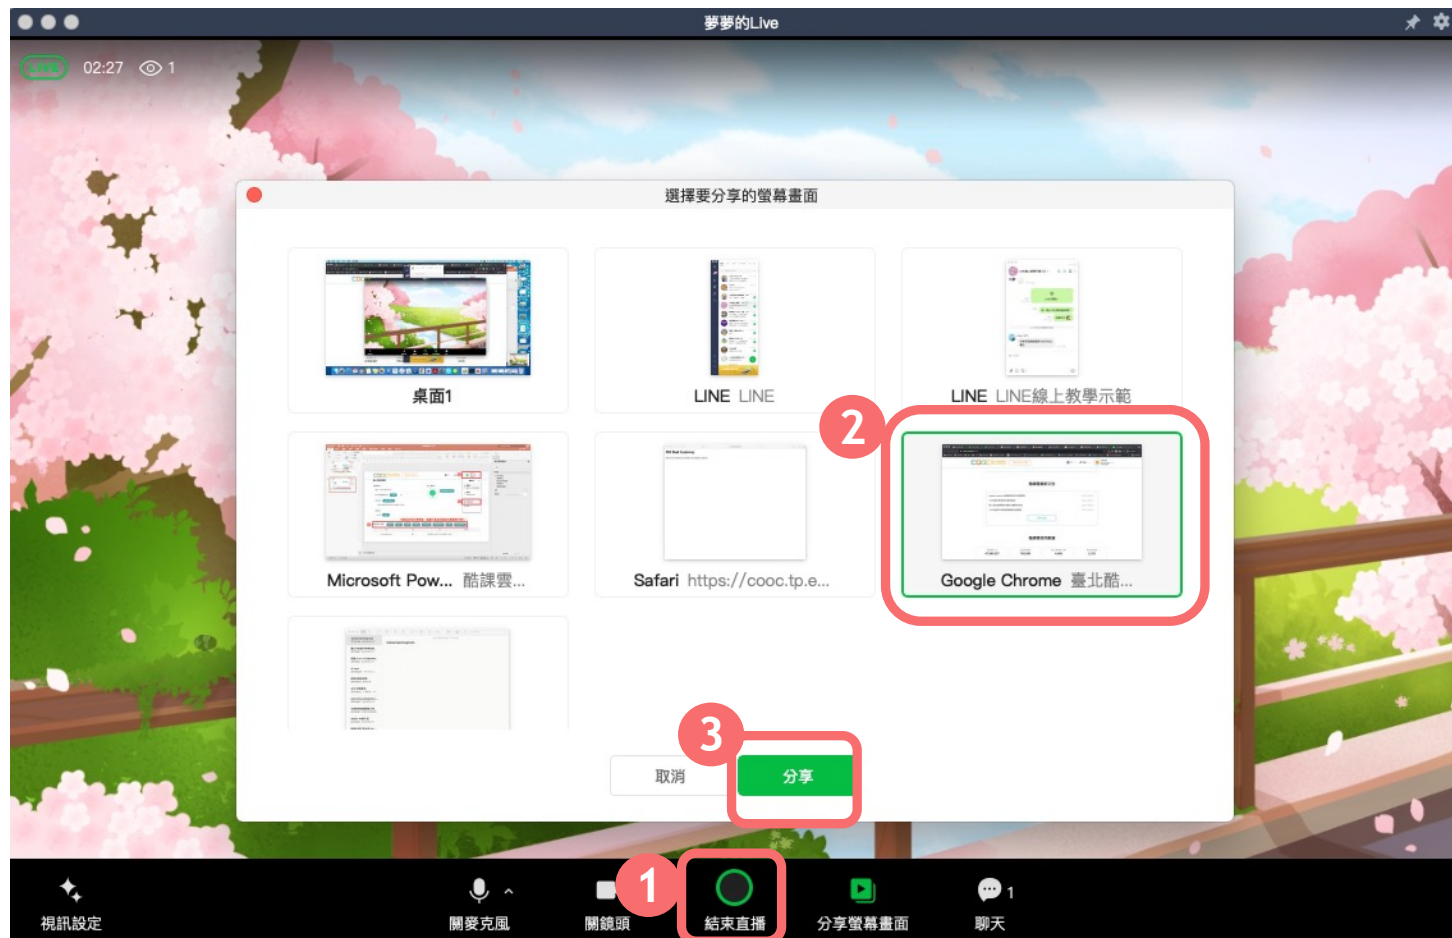 夢夢的Live
LIVE 02:27 1
選擇要分享的螢幕畫面
桌面1
LINE LINE
LINE LINE線上教學示範
2
Microsoft Pow... 酷課雲...
Safari https://cooc.tp.e...
Google Chrome 臺北酷...
3
取消
分享
1
視訊設定
關麥克風
關鏡頭
結束直播
分享螢幕畫面
1
聊天